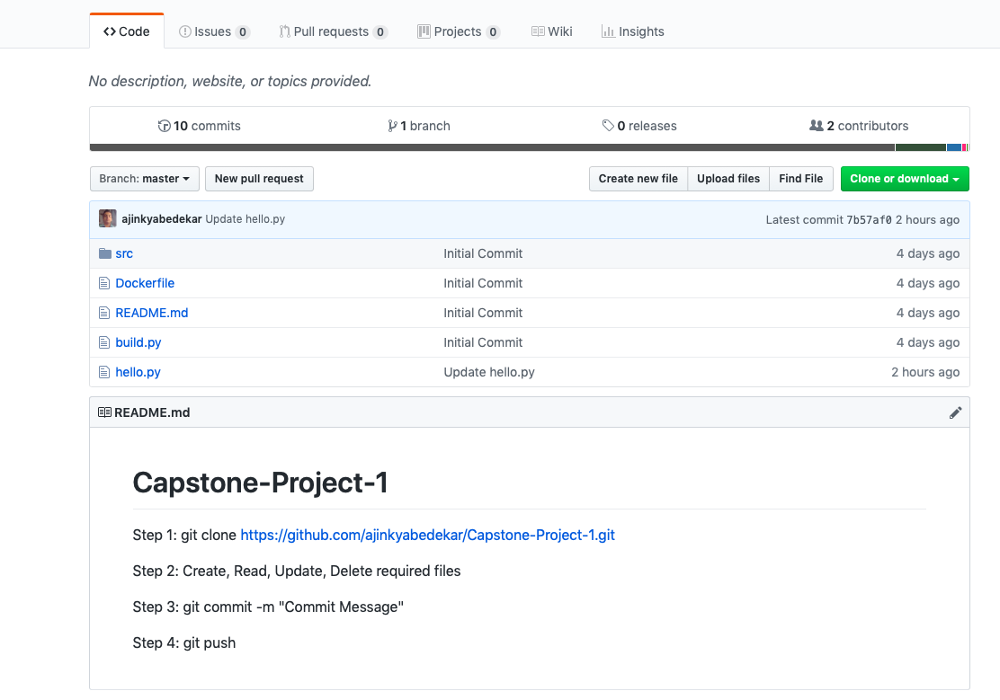 Code Issues 0 Pull requests 0 Projects 0 Wiki Insights
No description, website, or topics provided.
10 commits 1 branch 0 releases 2 contributors
Branch: master New pull request Create new file Upload files Find File Clone or download
ajinkyabedekar Update hello.py Latest commit 7b57af0 2 hours ago
src Initial Commit 4 days ago
Dockerfile Initial Commit 4 days ago
README.md Initial Commit 4 days ago
build.py Initial Commit 4 days ago
hello.py Update hello.py 2 hours ago
README.md
Capstone-Project-1
Step 1: git clone https://github.com/ajinkyabedekar/Capstone-Project-1.git
Step 2: Create, Read, Update, Delete required files
Step 3: git commit -m "Commit Message"
Step 4: git push